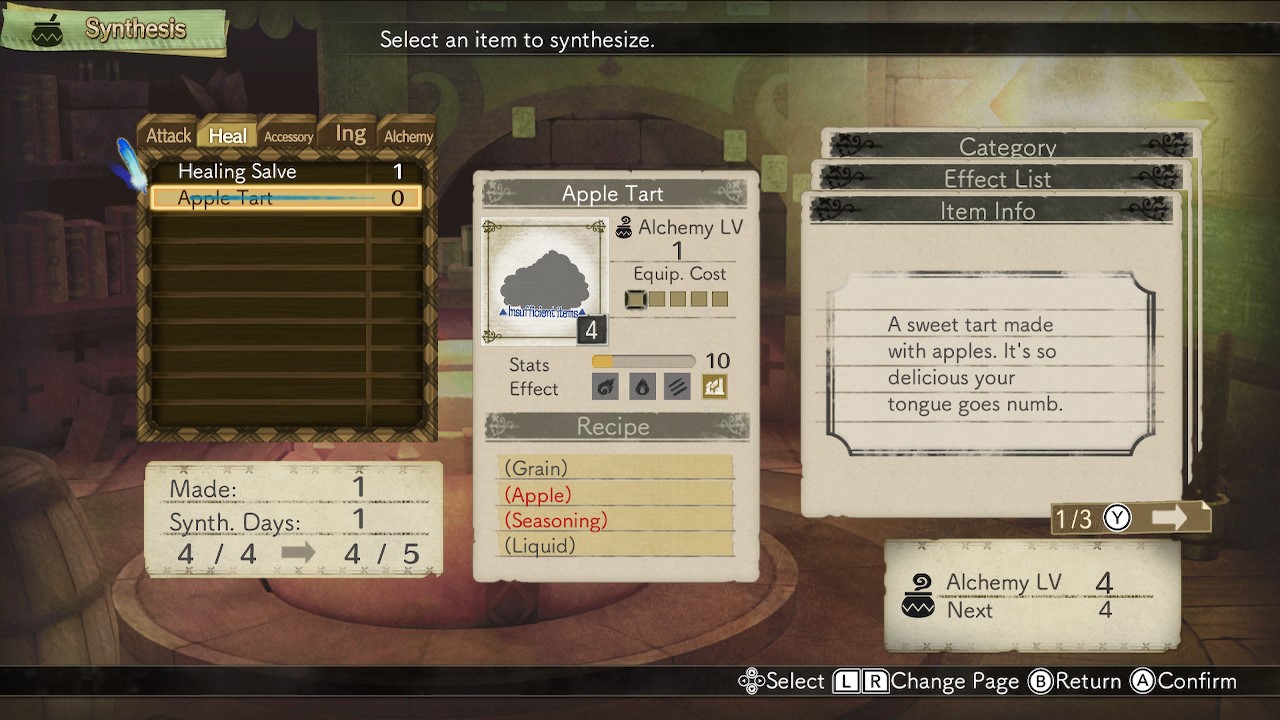 Synthesis
Select an item to synthesize.
Attack Heal Accessory Ing Alchemy
Healing Salve 1
Apple Tart 0
Made: 1
Synth. Days: 1
4 / 4 4 / 5
Apple Tart
Alchemy LV
1
Equip. Cost
Insufficient Items
4
Stats 10
Effect
Recipe
(Grain)
(Apple)
(Seasoning)
(Liquid)
Category
Effect List
Item Info
A sweet tart made
with apples. It's so
delicious your
tongue goes numb.
1/3 Y
Alchemy LV 4
Next 4
Select L R Change Page B Return A Confirm